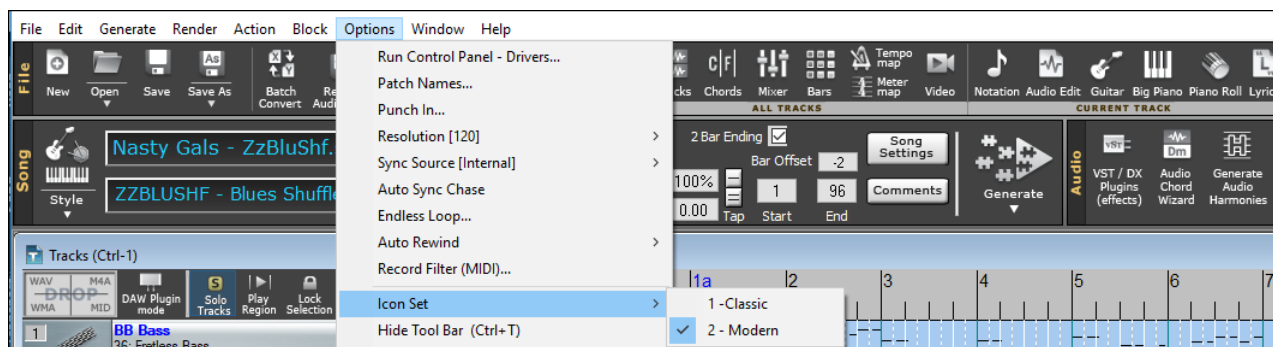 File Edit Generate Render Action Block Options Window Help
File
New Open Save Save As Batch Convert
Run Control Panel - Drivers...
Patch Names...
Punch In...
Resolution [120]
Sync Source [Internal]
Auto Sync Chase
Endless Loop...
Auto Rewind
Record Filter (MIDI)...
Icon Set
Hide Tool Bar (Ctrl+T)
1 -Classic
2 - Modern
Chords Mixer Bars Tempo map Meter map Video
ALL TRACKS
Notation Audio Edit Guitar Big Piano Piano Roll
CURRENT TRACK
Song
Style
Nasty Gals - ZzBluShf.
ZZBLUSHF - Blues Shuffle
2 Bar Ending
Bar Offset -2
100%
0.00 Tap
1 Start
96 End
Song Settings
Comments
Generate
Audio
VST / DX Plugins (effects)
Audio Chord Wizard
Generate Audio Harmonies
Tracks (Ctrl-1)
WAV M4A
DROP
WMA MID
DAW Plugin mode
Solo Tracks
Play Region
Lock Selection
1a 2 3 4 5 6 7
1 BB Bass
36: Fretless Bass